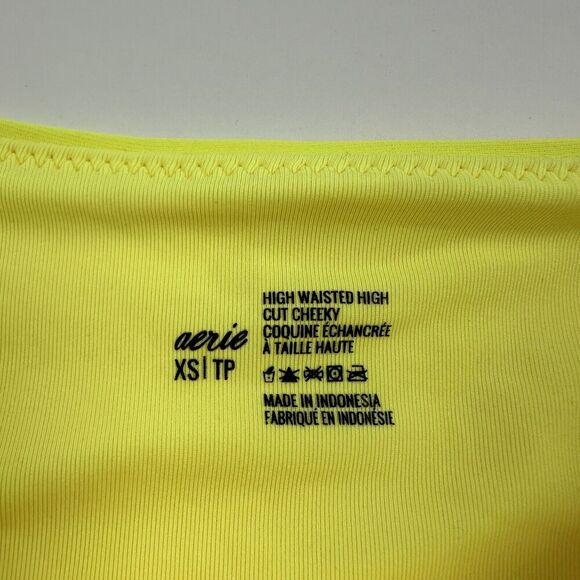 aerie
XS | TP
HIGH WAISTED HIGH
CUT CHEEKY
COQUINE ÉCHANCRÉE
À TAILLE HAUTE
MADE IN INDONESIA
FABRIQUÉ EN INDONÉSIE